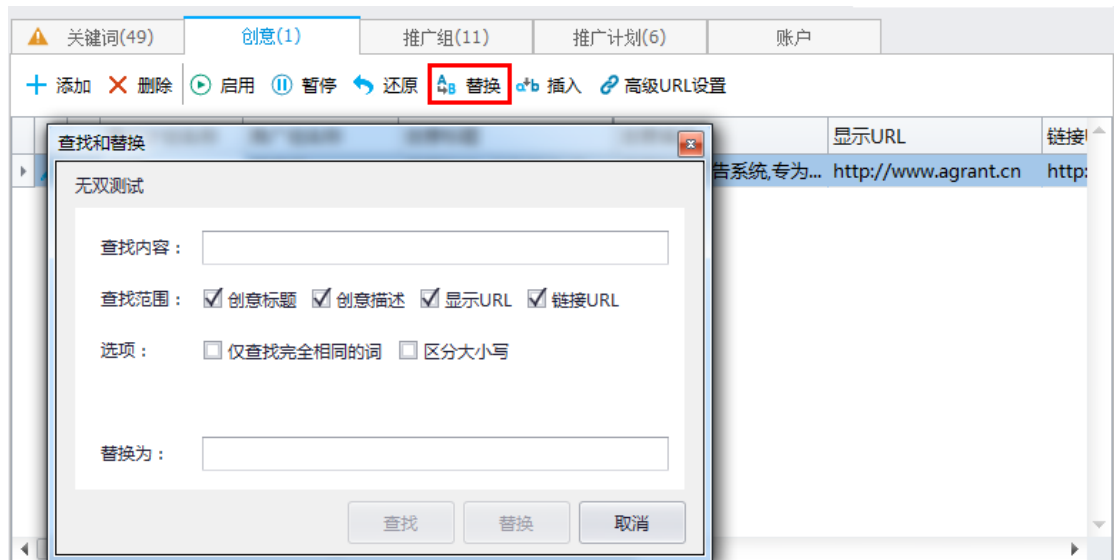 关键词(49) 创意(1) 推广组(11) 推广计划(6) 账户
添加 删除 启用 暂停 还原 替换 插入 高级URL设置
显示URL 链接
告系统,专为... http://www.agrant.cn http:
查找和替换
无双测试
查找内容：
查找范围： 创意标题 创意描述 显示URL 链接URL
选项： 仅查找完全相同的词 区分大小写
替换为：
查找 替换 取消